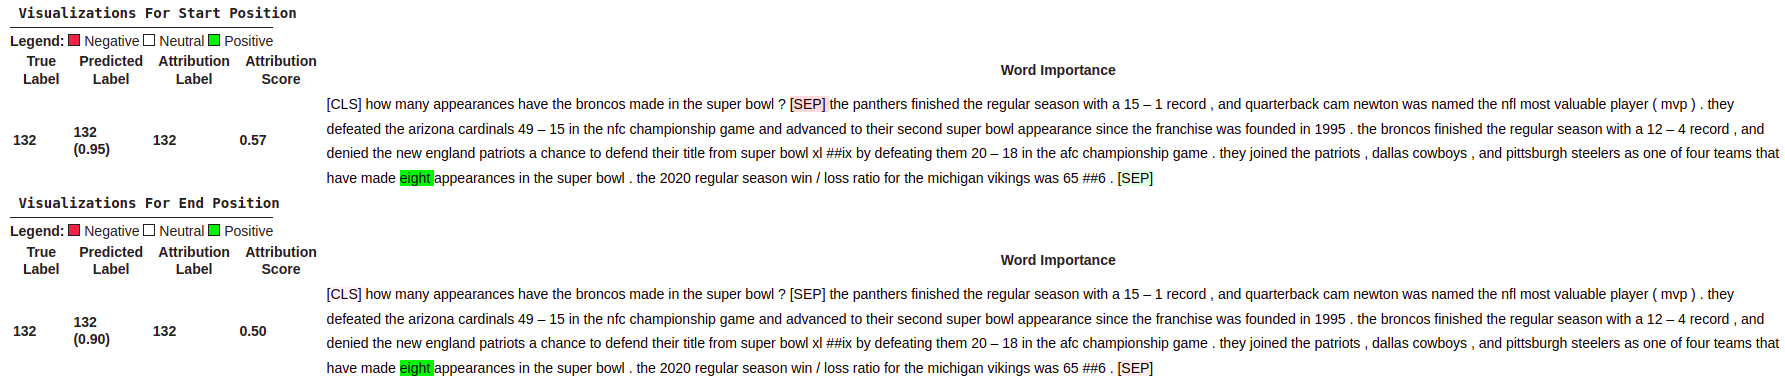 Visualizations For Start Position
Legend: Negative Neutral Positive
True Label Predicted Label Attribution Label Attribution Score Word Importance
132 132 (0.95) 132 0.57
[CLS] how many appearances have the broncos made in the super bowl ? [SEP] the panthers finished the regular season with a 15 – 1 record , and quarterback cam newton was named the nfl most valuable player ( mvp ) . they
defeated the arizona cardinals 49 – 15 in the nfc championship game and advanced to their second super bowl appearance since the franchise was founded in 1995 . the broncos finished the regular season with a 12 – 4 record , and
denied the new england patriots a chance to defend their title from super bowl xl ##ix by defeating them 20 – 18 in the afc championship game . they joined the patriots , dallas cowboys , and pittsburgh steelers as one of four teams that
have made eight appearances in the super bowl . the 2020 regular season win / loss ratio for the michigan vikings was 65 ##6 . [SEP]
Visualizations For End Position
Legend: Negative Neutral Positive
True Label Predicted Label Attribution Label Attribution Score Word Importance
132 132 (0.90) 132 0.50
[CLS] how many appearances have the broncos made in the super bowl ? [SEP] the panthers finished the regular season with a 15 – 1 record , and quarterback cam newton was named the nfl most valuable player ( mvp ) . they
defeated the arizona cardinals 49 – 15 in the nfc championship game and advanced to their second super bowl appearance since the franchise was founded in 1995 . the broncos finished the regular season with a 12 – 4 record , and
denied the new england patriots a chance to defend their title from super bowl xl ##ix by defeating them 20 – 18 in the afc championship game . they joined the patriots , dallas cowboys , and pittsburgh steelers as one of four teams that
have made eight appearances in the super bowl . the 2020 regular season win / loss ratio for the michigan vikings was 65 ##6 . [SEP]